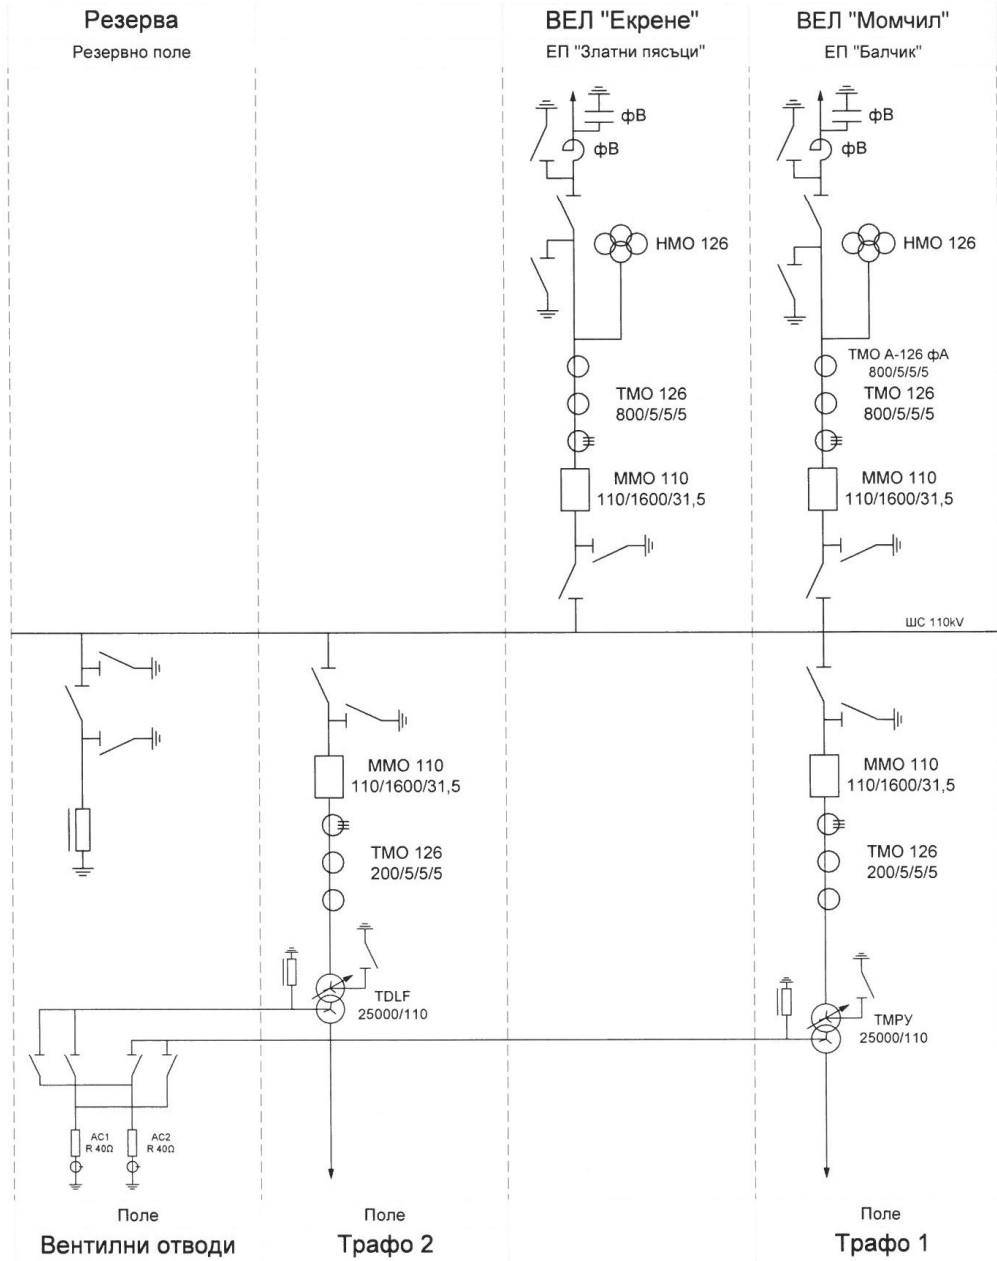 Резерва
Резервно поле
ВЕЛ "Екрене"
ЕП "Златни пясъци"
ВЕЛ "Момчил"
ЕП "Балчик"
фВ
фВ
НМО 126
ТМО 126
800/5/5/5
ММО 110
110/1600/31,5
фВ
фВ
НМО 126
ТМО А-126 фА
800/5/5/5
ТМО 126
800/5/5/5
ММО 110
110/1600/31,5
ШС 110kV
ММО 110
110/1600/31,5
ТМО 126
200/5/5/5
TDLF
25000/110
ММО 110
110/1600/31,5
ТМО 126
200/5/5/5
ТМРУ
25000/110
АС1
R 40Ω
АС2
R 40Ω
Поле
Вентилни отводи
Поле
Трафо 2
Поле
Трафо 1